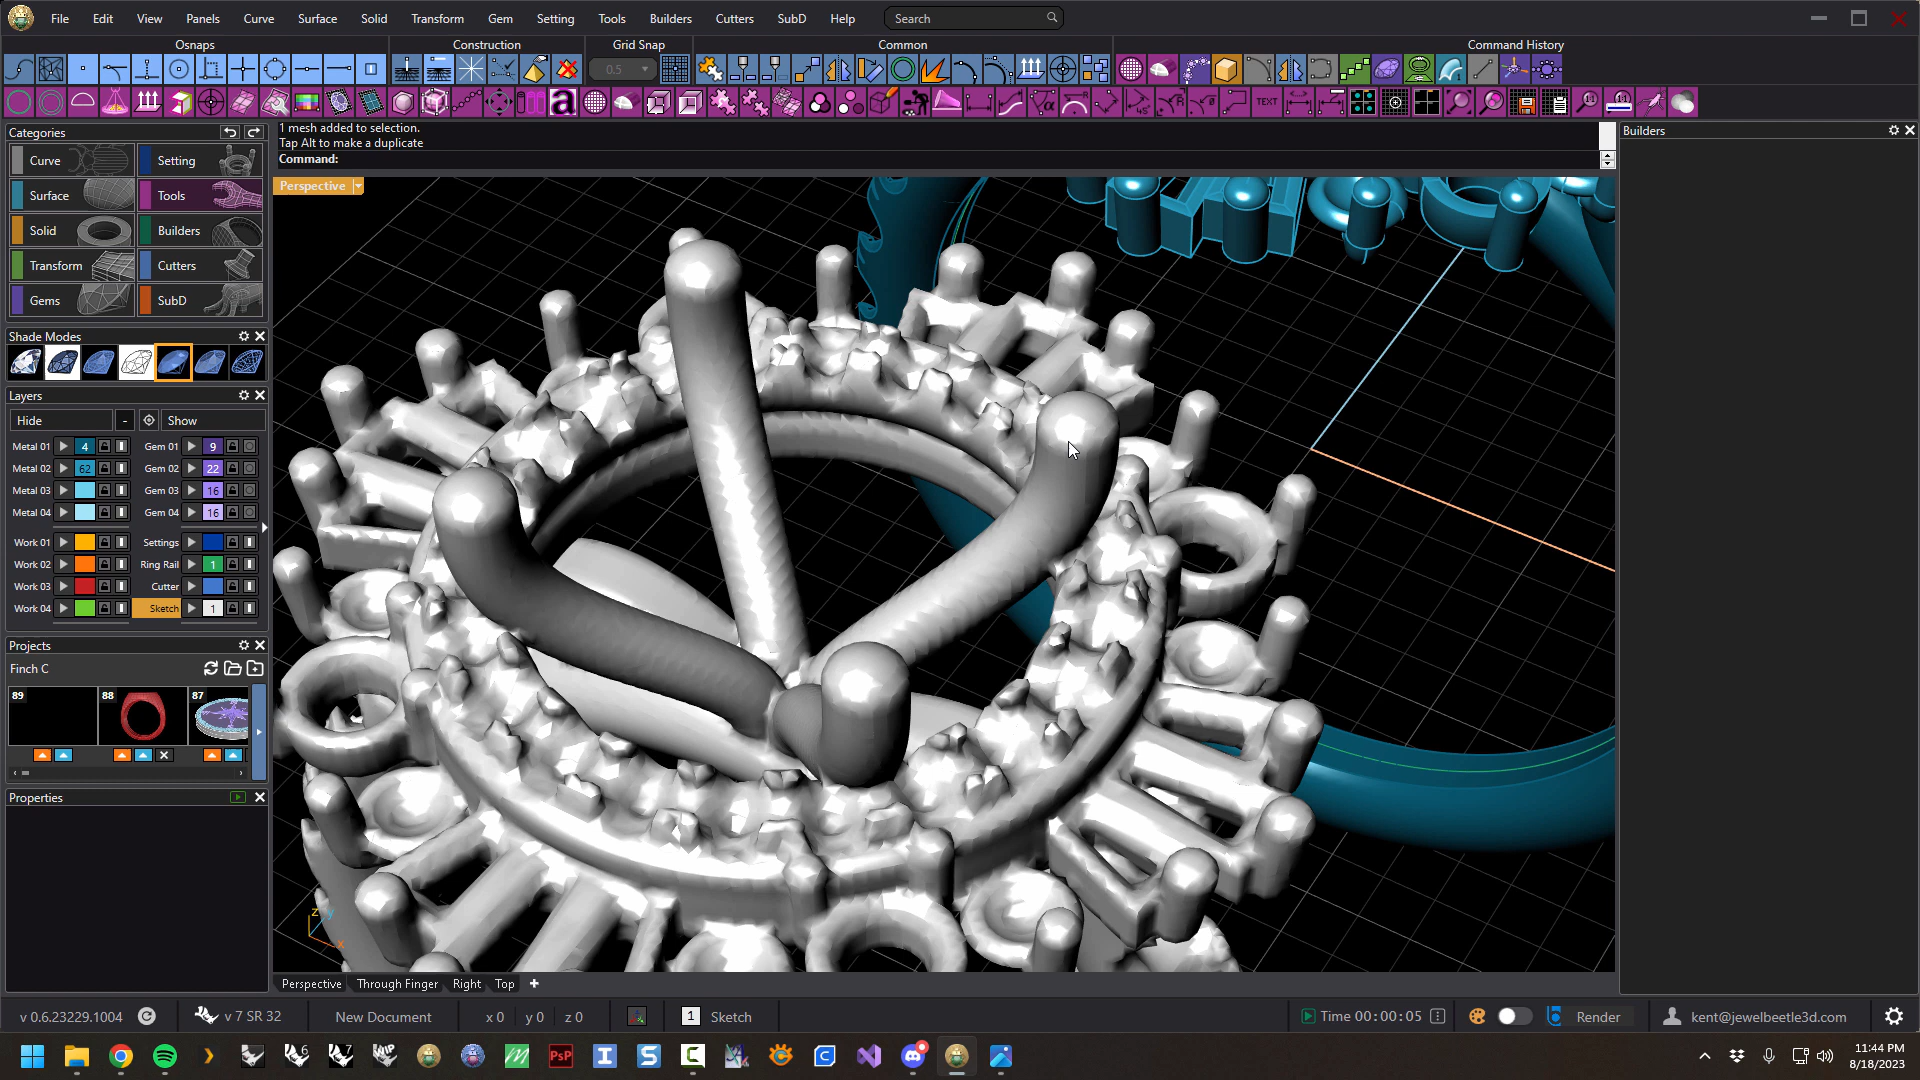 File Edit View Panels Curve Surface Solid Transform Gem Setting Tools Builders Cutters SubD Help Search
Osnaps Construction Grid Snap Common Command History
0.5
a TEXT
Categories
Curve Setting
Surface Tools
Solid Builders
Transform Cutters
Gems SubD
Shade Modes
Layers
Hide - Show
Metal 01 4 Gem 01 9
Metal 02 62 Gem 02 22
Metal 03 Gem 03 16
Metal 04 Gem 04 16
Work 01 Settings
Work 02 Ring Rail 1
Work 03 Cutter
Work 04 Sketch 1
Projects
Finch C
89 88 87
Properties
1 mesh added to selection.
Tap Alt to make a duplicate
Command:
Perspective
z y
x
Perspective Through Finger Right Top +
Builders
v 0.6.23229.1004 v 7 SR 32 New Document x 0 y 0 z 0 1 Sketch Time 00:00:05 Render kent@jewelbeetle3d.com
6 7 WIP M PsP I S C C
11:44 PM
8/18/2023